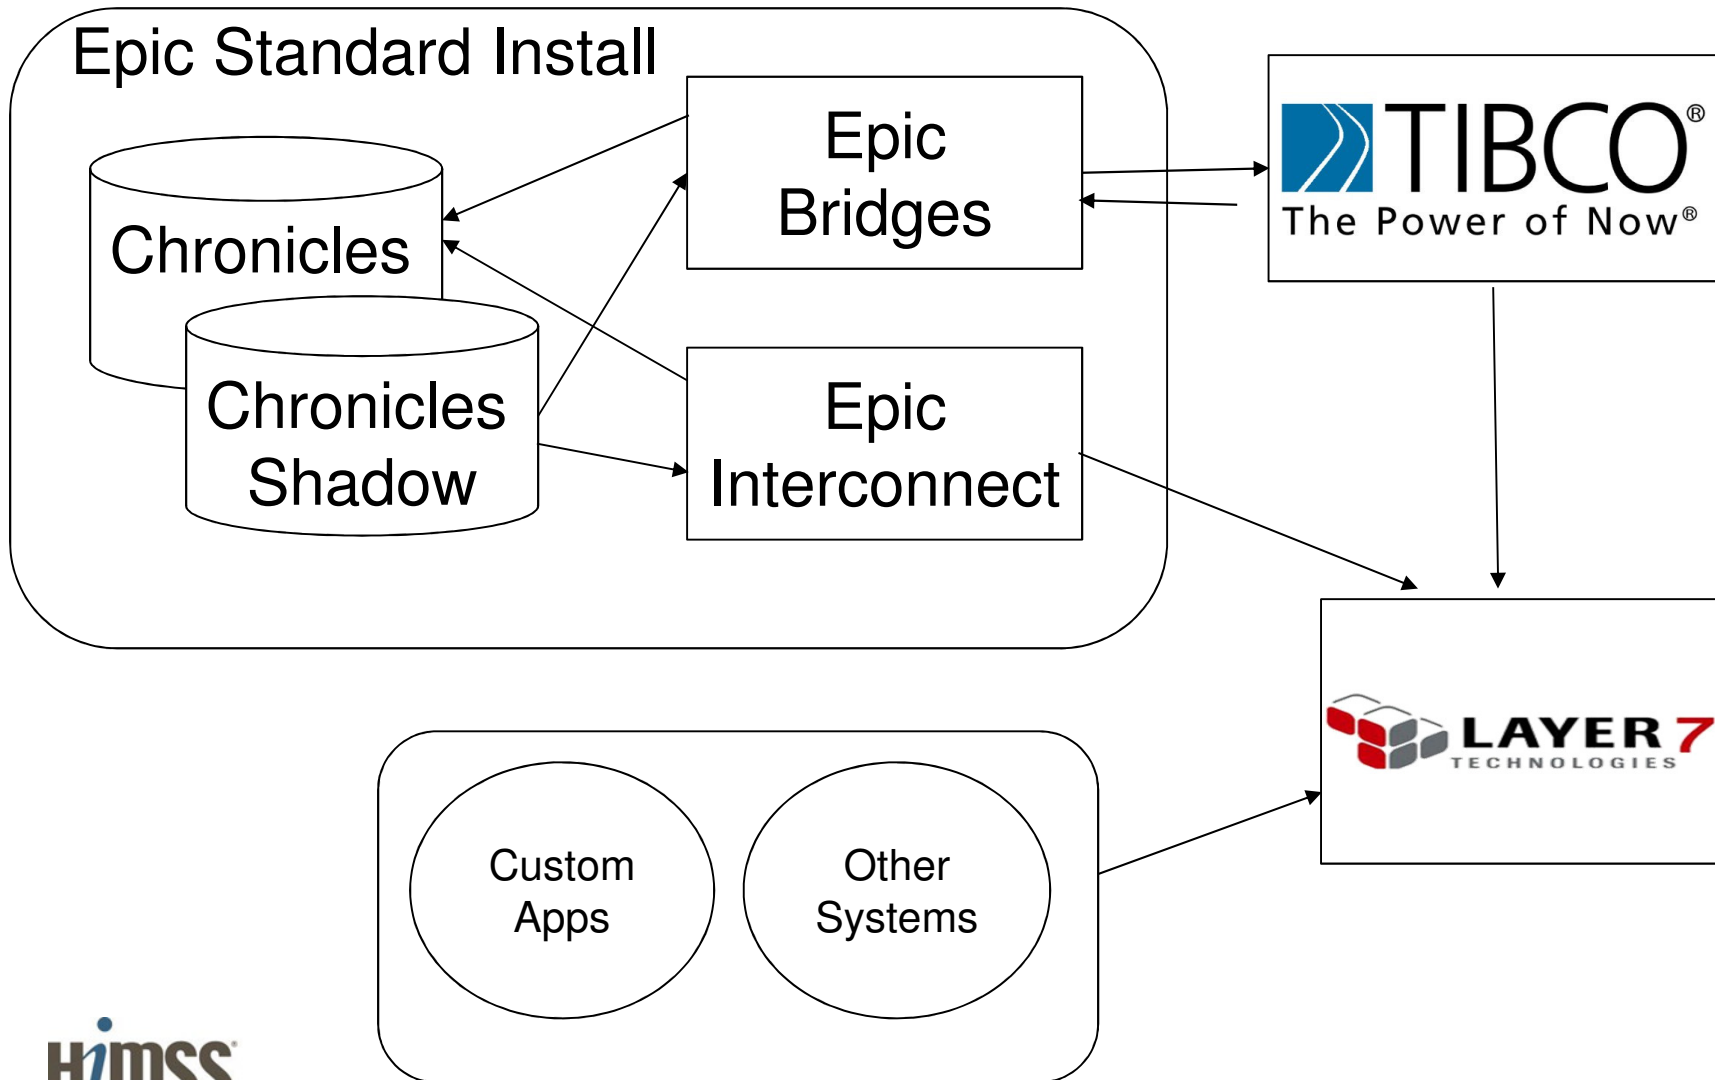 Epic Standard Install
Chronicles
Chronicles
Shadow
Epic
Bridges
Epic
Interconnect
TIBCO®
The Power of Now®
LAYER 7
TECHNOLOGIES
Custom
Apps
Other
Systems
HIMSS